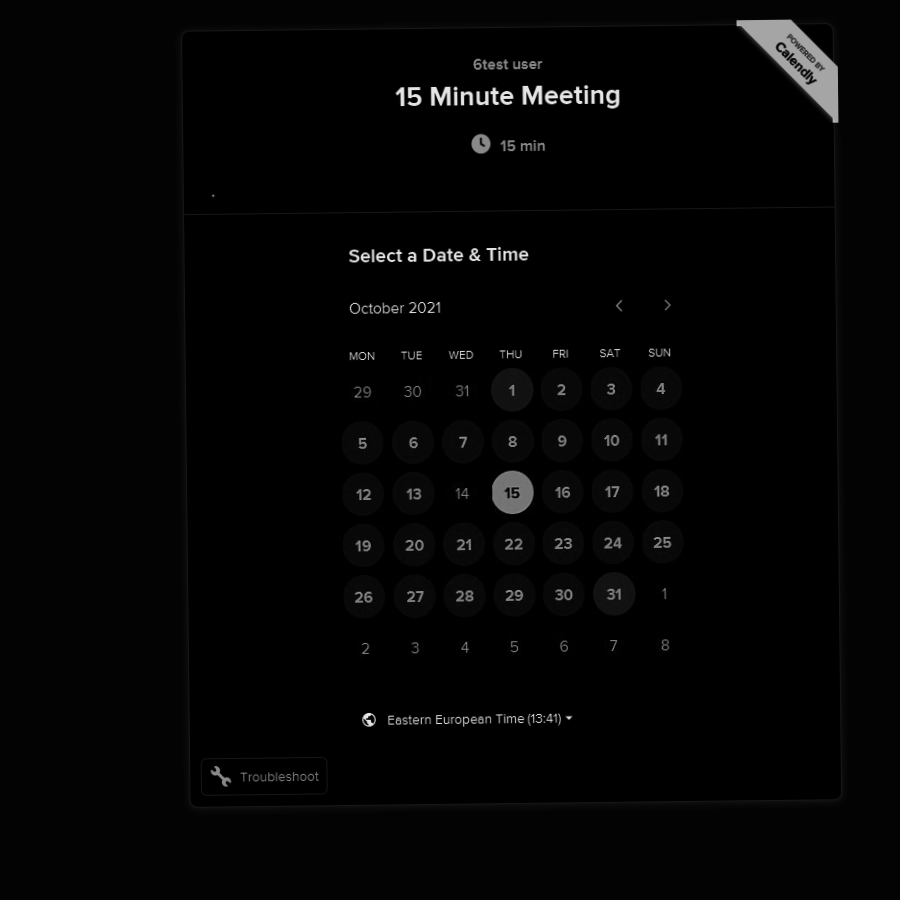 POWERED BY
Calendly
6test user
15 Minute Meeting
15 min
Select a Date & Time
October 2021
MON TUE WED THU FRI SAT SUN
29 30 31 1 2 3 4
5 6 7 8 9 10 11
12 13 14 15 16 17 18
19 20 21 22 23 24 25
26 27 28 29 30 31 1
2 3 4 5 6 7 8
Eastern European Time (13:41)
Troubleshoot